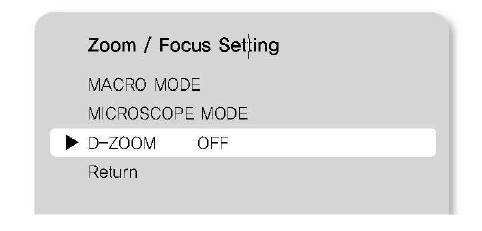 Zoom / Focus Setting
MACRO MODE
MICROSCOPE MODE
▶ D-ZOOM OFF
Return